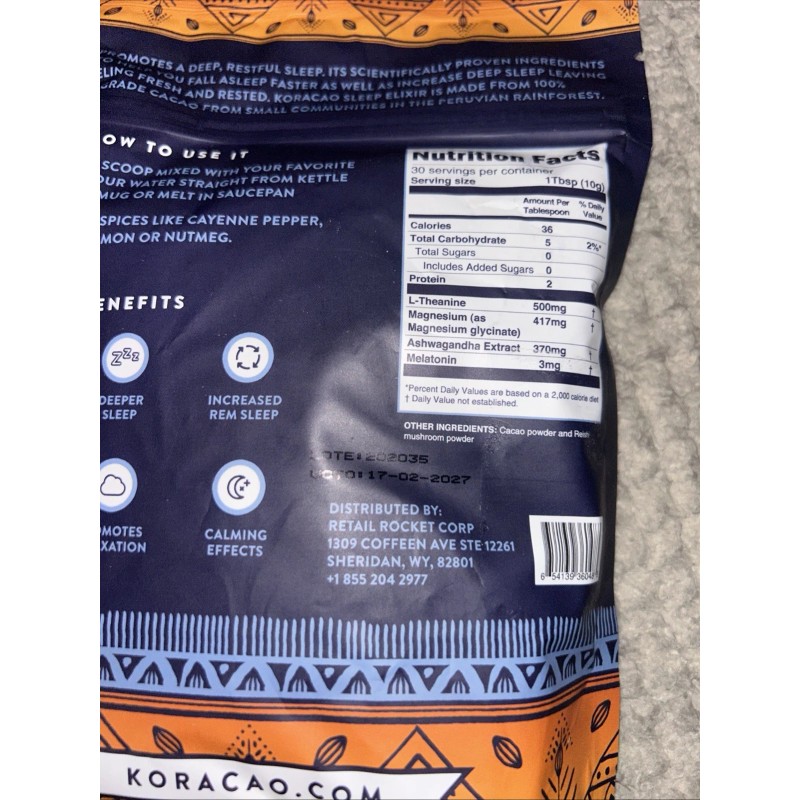 PROMOTES A DEEP, RESTFUL SLEEP. ITS SCIENTIFICALLY PROVEN INGREDIENTS
TO HELP YOU FALL ASLEEP FASTER AS WELL AS INCREASE DEEP SLEEP LEAVING
ELING FRESH AND RESTED. KORACAO SLEEP ELIXIR IS MADE FROM 100%
GRADE CACAO FROM SMALL COMMUNITIES IN THE PERUVIAN RAINFOREST.
OW TO USE IT
SCOOP MIXED WITH YOUR FAVORITE
OUR WATER STRAIGHT FROM KETTLE
MUG OR MELT IN SAUCEPAN
SPICES LIKE CAYENNE PEPPER,
MON OR NUTMEG.
ENEFITS
ZZZ
DEEPER
SLEEP
INCREASED
REM SLEEP
OMOTES
XATION
CALMING
EFFECTS
Nutrition Facts
30 servings per container
Serving size 1Tbsp (10g)
Amount Per Tablespoon % Daily Value
Calories 36
Total Carbohydrate 5 2%*
Total Sugars 0
Includes Added Sugars 0
Protein 2
L-Theanine 500mg †
Magnesium (as
Magnesium glycinate) 417mg †
Ashwagandha Extract 370mg †
Melatonin 3mg †
*Percent Daily Values are based on a 2,000 calorie diet
† Daily Value not established.
OTHER INGREDIENTS: Cacao powder and Reishi
mushroom powder
OTE:202035
17-02-2027
DISTRIBUTED BY:
RETAIL ROCKET CORP
1309 COFFEEN AVE STE 12261
SHERIDAN, WY, 82801
+1 855 204 2977
6 54139 36048
KORACAO.COM